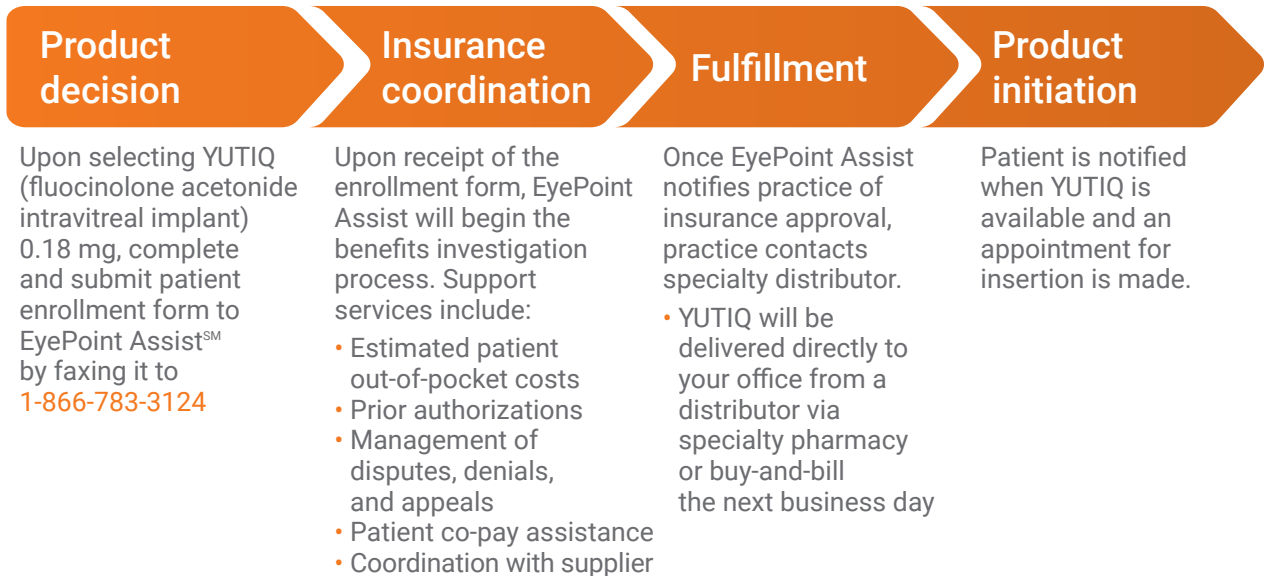 Product
decision
Upon selecting YUTIQ
(fluocinolone acetonide
intravitreal implant)
0.18 mg, complete
and submit patient
enrollment form to
EyePoint Assist℠
by faxing it to
1-866-783-3124
Insurance
coordination
Upon receipt of the
enrollment form, EyePoint
Assist will begin the
benefits investigation
process. Support
services include:
• Estimated patient
out-of-pocket costs
• Prior authorizations
• Management of
disputes, denials,
and appeals
• Patient co-pay assistance
• Coordination with supplier
Fulfillment
Once EyePoint Assist
notifies practice of
insurance approval,
practice contacts
specialty distributor.
• YUTIQ will be
delivered directly to
your office from a
distributor via
specialty pharmacy
or buy-and-bill
the next business day
Product
initiation
Patient is notified
when YUTIQ is
available and an
appointment for
insertion is made.